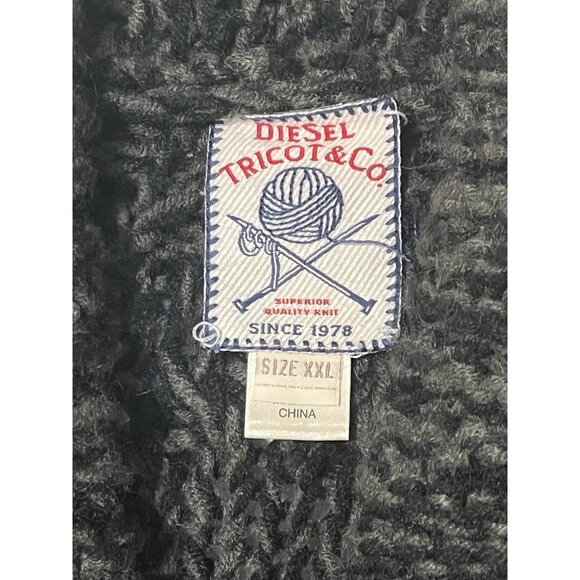 DIESEL
TRICOT&CO.
SUPERIOR
QUALITY KNIT
SINCE 1978
SIZE XXL
CHINA